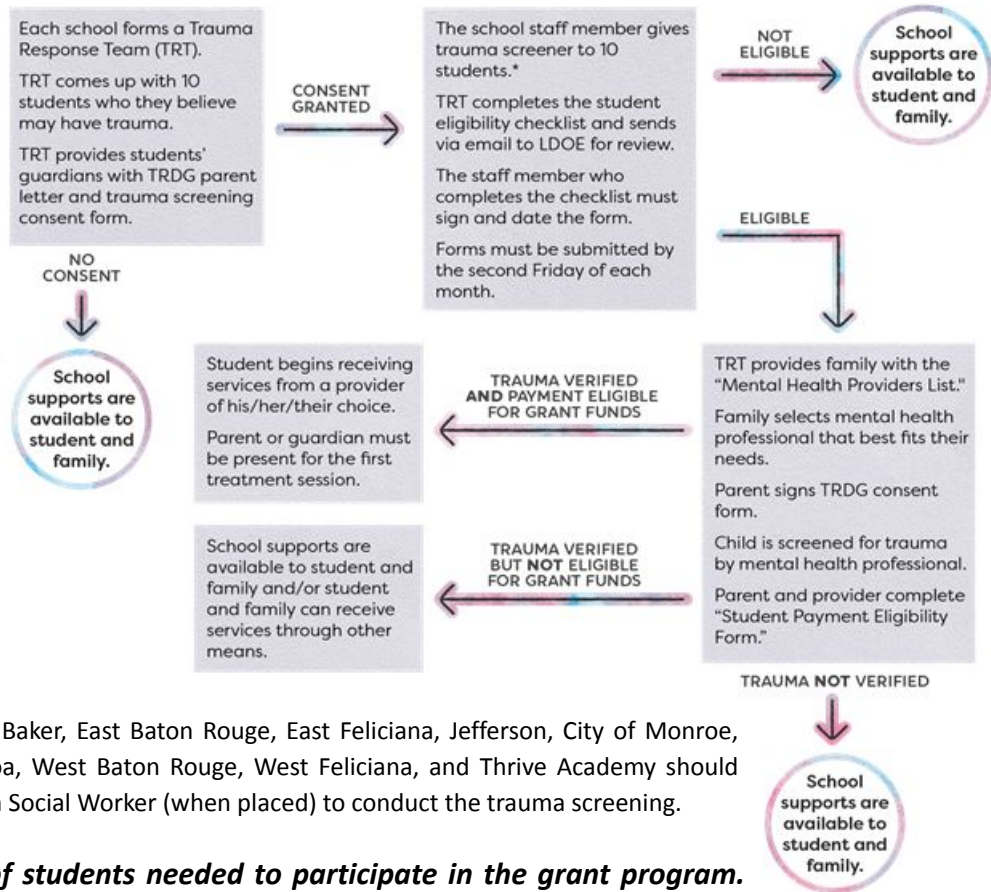 Each school forms a Trauma
Response Team (TRT).
TRT comes up with 10
students who they believe
may have trauma.
TRT provides students'
guardians with TRDG parent
letter and trauma screening
consent form.
CONSENT
GRANTED
The school staff member gives
trauma screener to 10
students.*
TRT completes the student
eligibility checklist and sends
via email to LDOE for review.
The staff member who
completes the checklist must
sign and date the form.
Forms must be submitted by
the second Friday of each
month.
NOT
ELIGIBLE
School
supports are
available to
student and
family.
ELIGIBLE
NO
CONSENT
School
supports are
available to
student and
family.
Student begins receiving
services from a provider
of his/her/their choice.
Parent or guardian must
be present for the first
treatment session.
TRAUMA VERIFIED
AND PAYMENT ELIGIBLE
FOR GRANT FUNDS
TRT provides family with the
"Mental Health Providers List."
Family selects mental health
professional that best fits their
needs.
Parent signs TRDG consent
form.
Child is screened for trauma
by mental health professional.
Parent and provider complete
"Student Payment Eligibility
Form."
School supports are
available to student and
family and/or student
and family can receive
services through other
means.
TRAUMA VERIFIED
BUT NOT ELIGIBLE
FOR GRANT FUNDS
TRAUMA NOT VERIFIED
School
supports are
available to
student and
family.
Baker, East Baton Rouge, East Feliciana, Jefferson, City of Monroe,
West Baton Rouge, West Feliciana, and Thrive Academy should
Social Worker (when placed) to conduct the trauma screening.
of students needed to participate in the grant program.